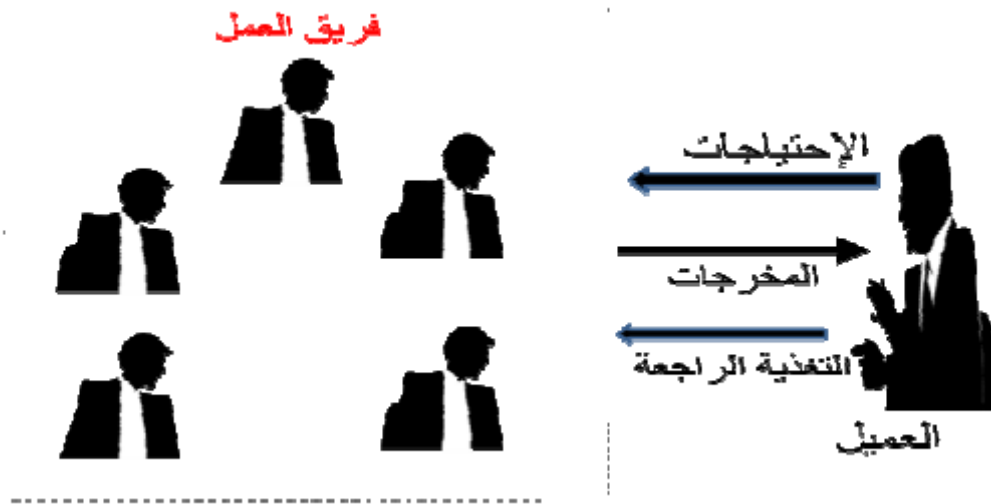 فريق العمل
الإحتياجات
المخرجات
التغذية الراجعة
العميل